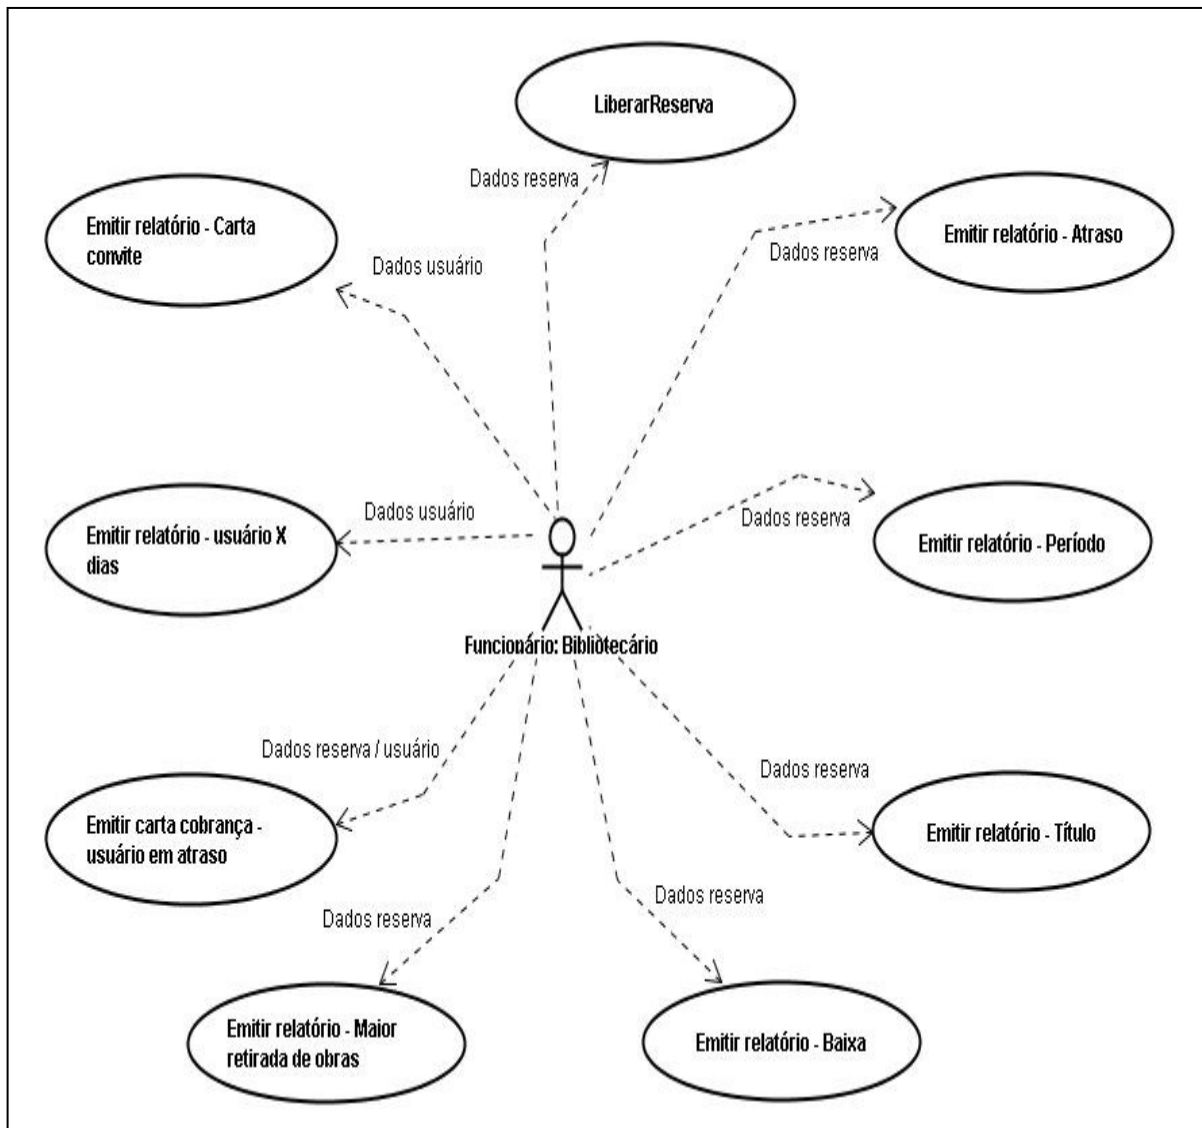 LiberarReserva
Dados reserva
Emitir relatório - Carta
convite
Dados usuário
Emitir relatório - Atraso
Dados reserva
Emitir relatório - usuário X
dias
Dados usuário
Dados reserva
Emitir relatório - Período
Funcionário: Bibliotecário
Dados reserva / usuário
Emitir carta cobrança -
usuário em atraso
Dados reserva
Emitir relatório - Título
Dados reserva
Emitir relatório - Maior
retirada de obras
Dados reserva
Emitir relatório - Baixa